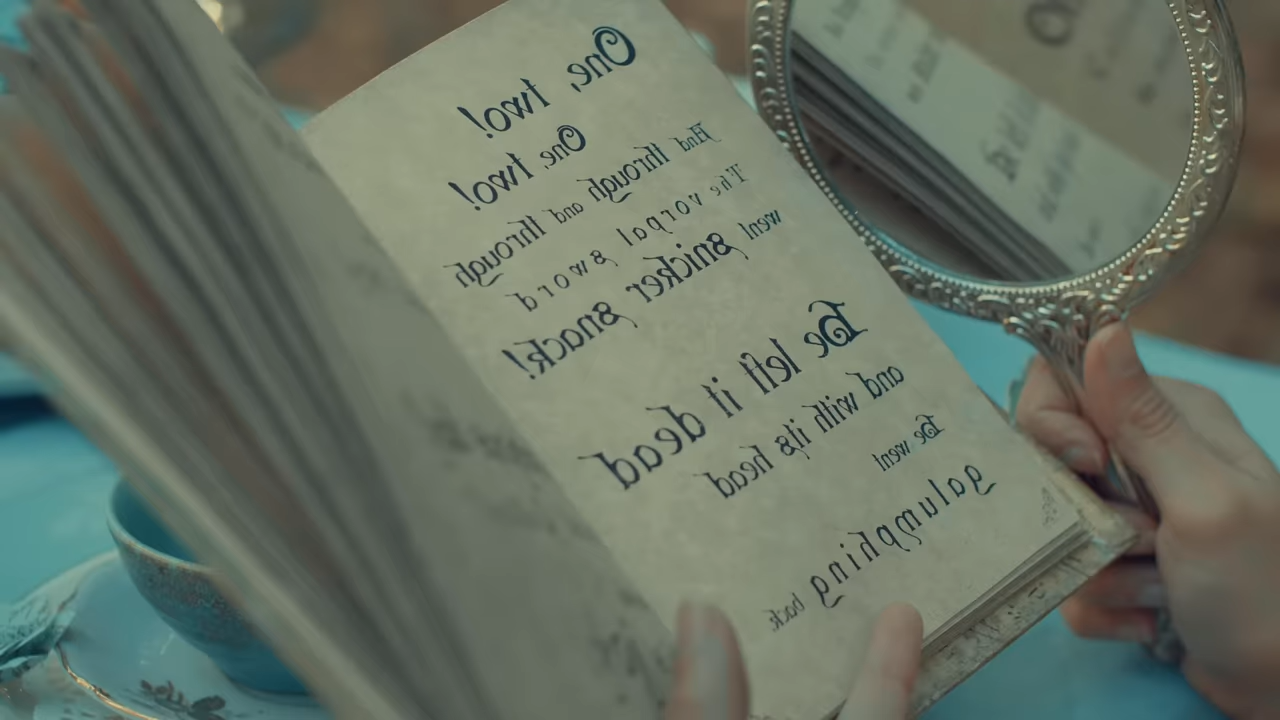 One, two!
One, two!
And through and through
The vorpal sword
went snicker snack!
He left it dead
and with its head
He went
galumphing back.